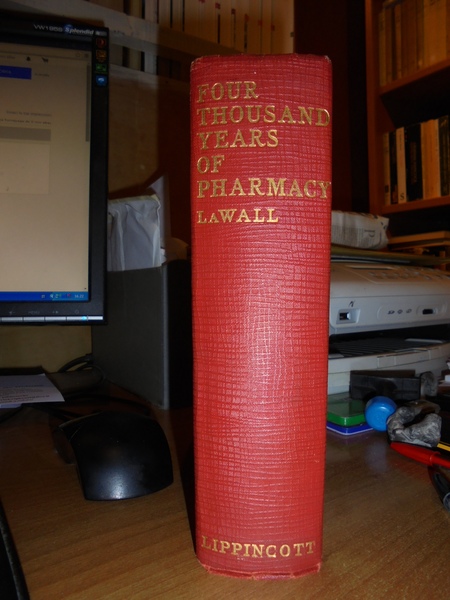 FOUR
THOUSAND
YEARS
OF
PHARMACY
LAWALL
LIPPINCOTT